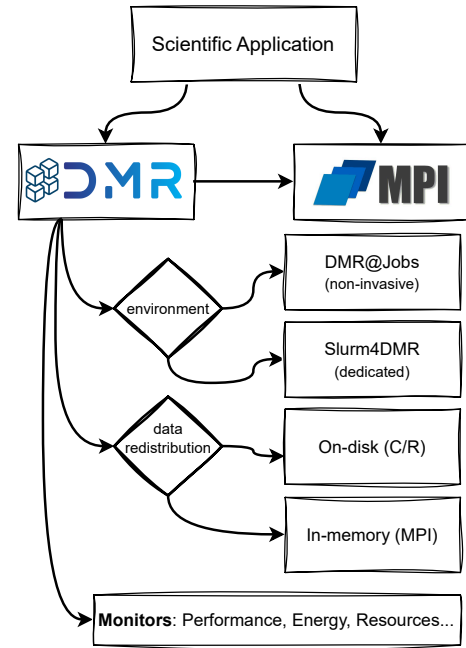 Scientific Application
DMR
MPI
environment
DMR@Jobs
(non-invasive)
Slurm4DMR
(dedicated)
data
redistribution
On-disk (C/R)
In-memory (MPI)
Monitors: Performance, Energy, Resources...